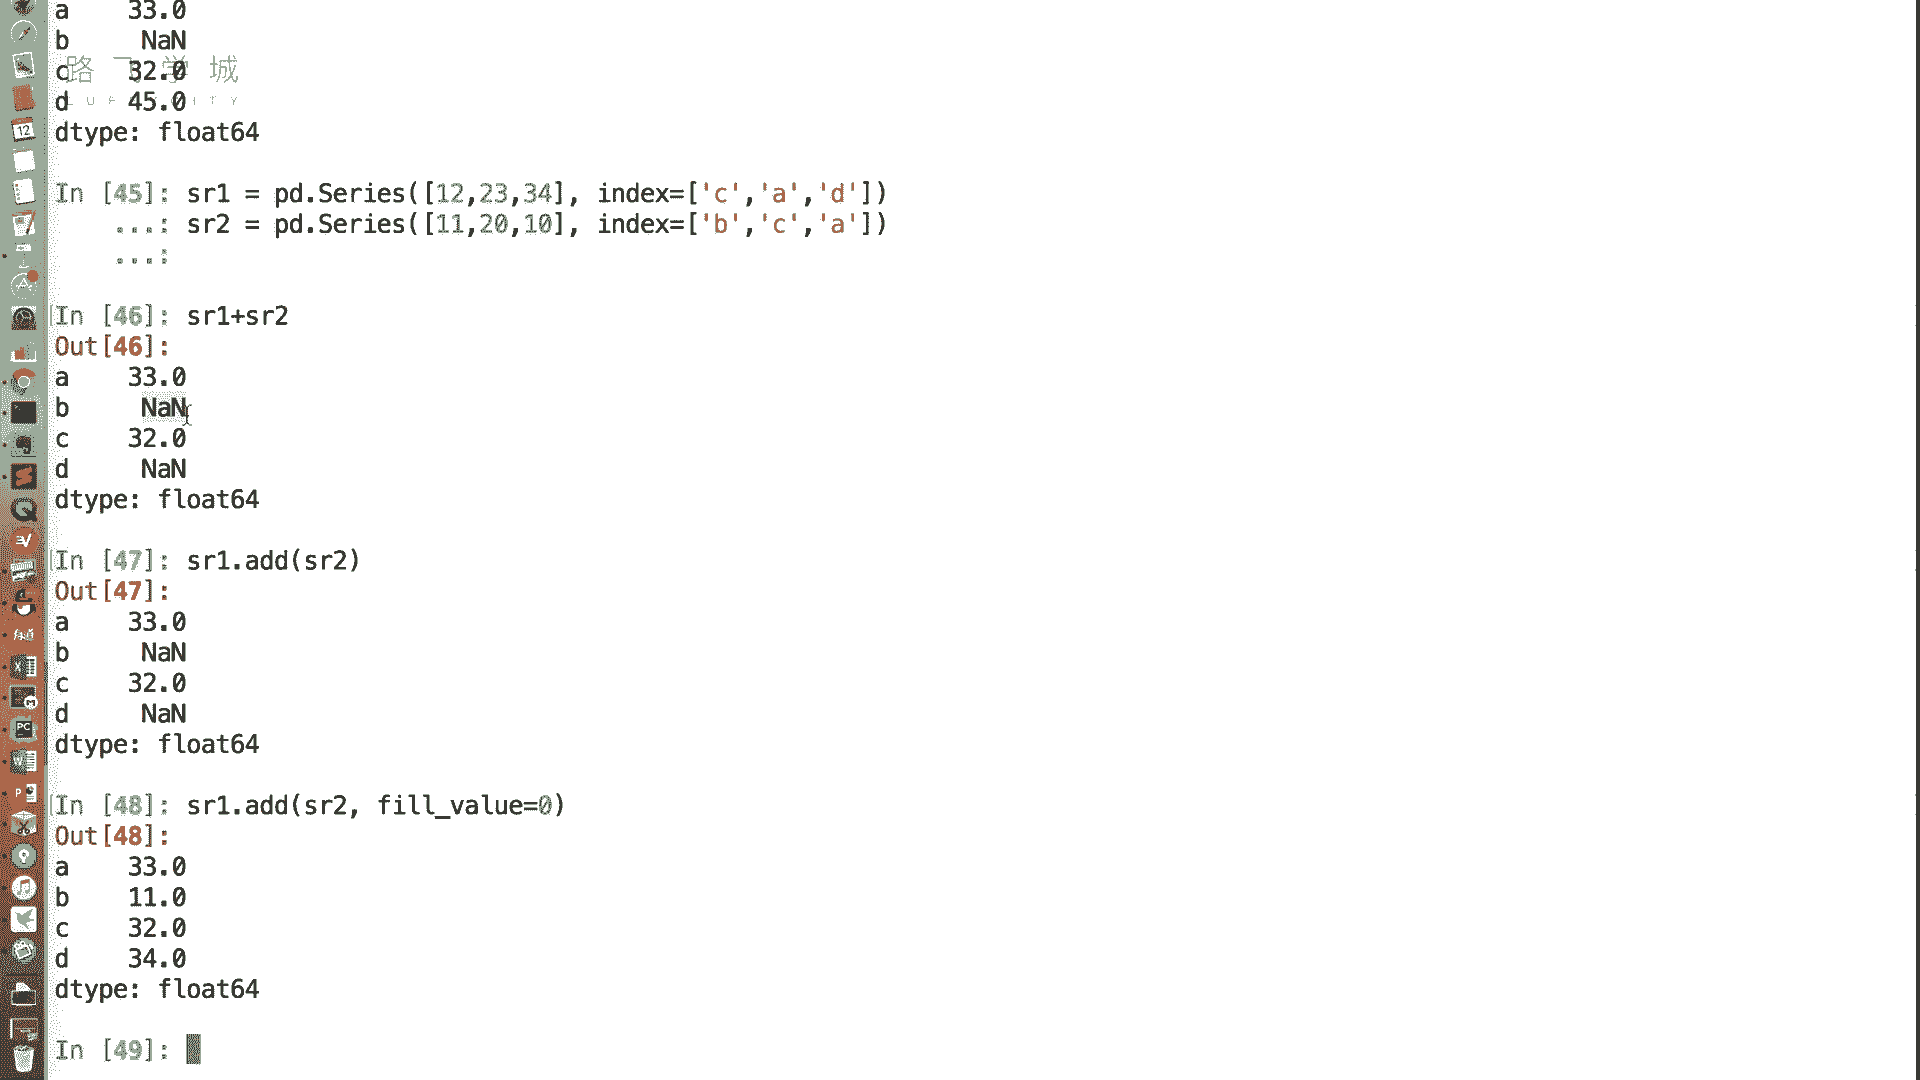 a     33.0
b      NaN
c     32.0
d     45.0
dtype: float64
路飞学城
In [45]: sr1 = pd.Series([12,23,34], index=['c','a','d'])
    ...: sr2 = pd.Series([11,20,10], index=['b','c','a'])
    ...:
In [46]: sr1+sr2
Out[46]:
a     33.0
b      NaN
c     32.0
d      NaN
dtype: float64
In [47]: sr1.add(sr2)
Out[47]:
a     33.0
b      NaN
c     32.0
d      NaN
dtype: float64
In [48]: sr1.add(sr2, fill_value=0)
Out[48]:
a     33.0
b     11.0
c     32.0
d     34.0
dtype: float64
In [49]: